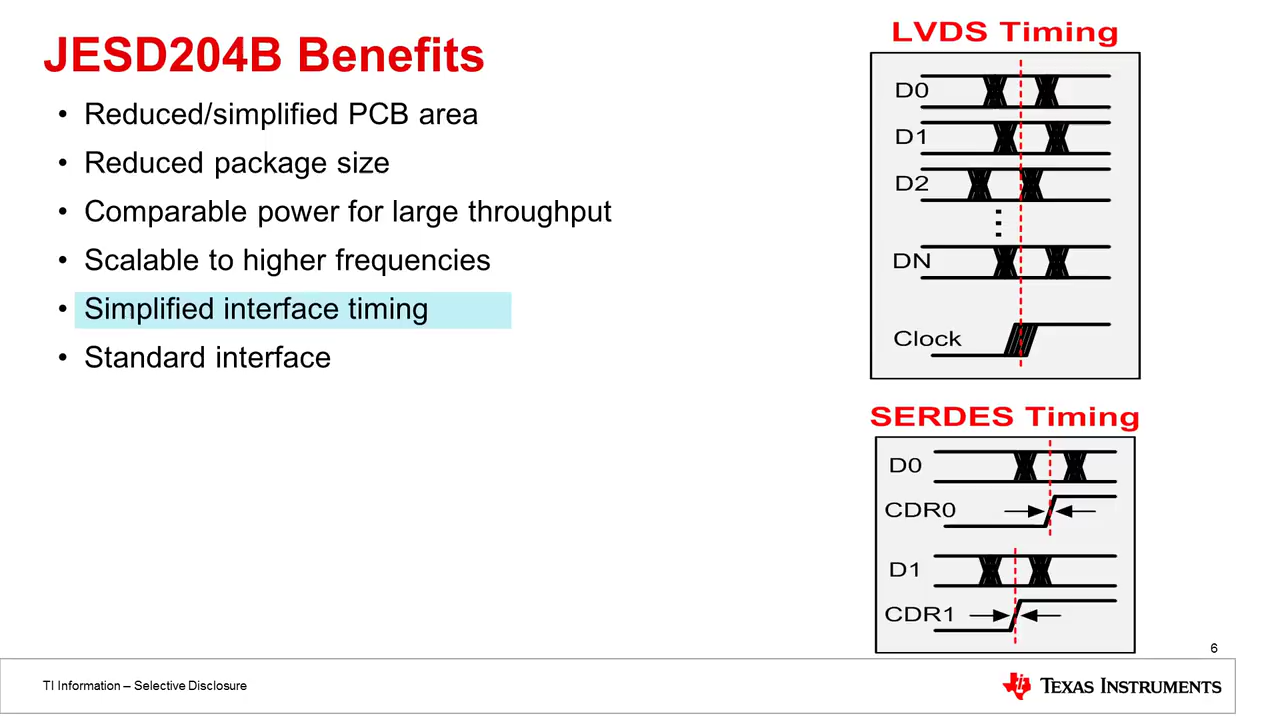 JESD204B Benefits
• Reduced/simplified PCB area
• Reduced package size
• Comparable power for large throughput
• Scalable to higher frequencies
• Simplified interface timing
• Standard interface
LVDS Timing
D0
D1
D2
DN
Clock
SERDES Timing
D0
CDR0
D1
CDR1
6
TI Information – Selective Disclosure
TEXAS INSTRUMENTS